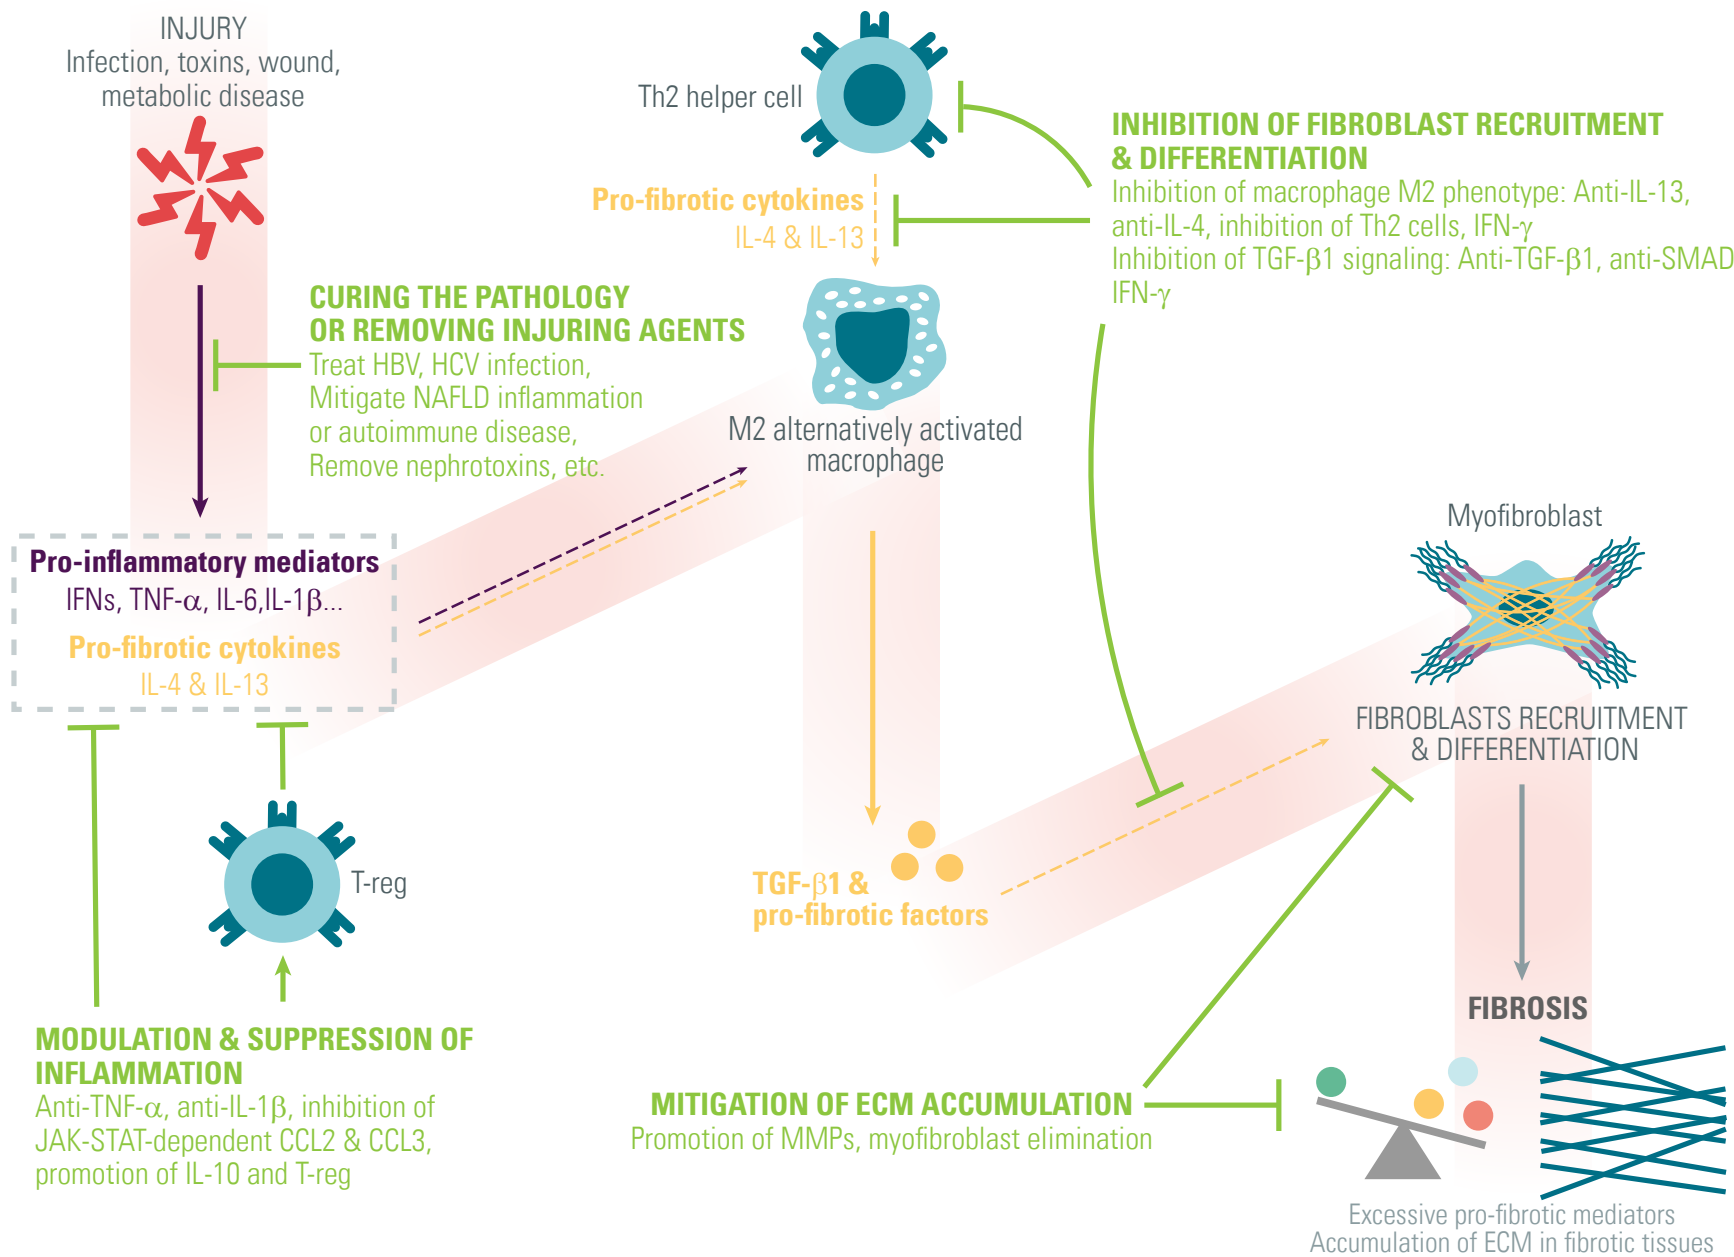 INJURY
Infection, toxins, wound,
metabolic disease
Th2 helper cell
Pro-fibrotic cytokines
IL-4 & IL-13
INHIBITION OF FIBROBLAST RECRUITMENT
& DIFFERENTIATION
Inhibition of macrophage M2 phenotype: Anti-IL-13,
anti-IL-4, inhibition of Th2 cells, IFN-γ
Inhibition of TGF-β1 signaling: Anti-TGF-β1, anti-SMAD
IFN-γ
CURING THE PATHOLOGY
OR REMOVING INJURING AGENTS
Treat HBV, HCV infection,
Mitigate NAFLD inflammation
or autoimmune disease,
Remove nephrotoxins, etc.
M2 alternatively activated
macrophage
Pro-inflammatory mediators
IFNs, TNF-α, IL-6,IL-1β...
Pro-fibrotic cytokines
IL-4 & IL-13
Myofibroblast
FIBROBLASTS RECRUITMENT
& DIFFERENTIATION
T-reg
TGF-β1 &
pro-fibrotic factors
FIBROSIS
MODULATION & SUPPRESSION OF
INFLAMMATION
Anti-TNF-α, anti-IL-1β, inhibition of
JAK-STAT-dependent CCL2 & CCL3,
promotion of IL-10 and T-reg
MITIGATION OF ECM ACCUMULATION
Promotion of MMPs, myofibroblast elimination
Excessive pro-fibrotic mediators
Accumulation of ECM in fibrotic tissues